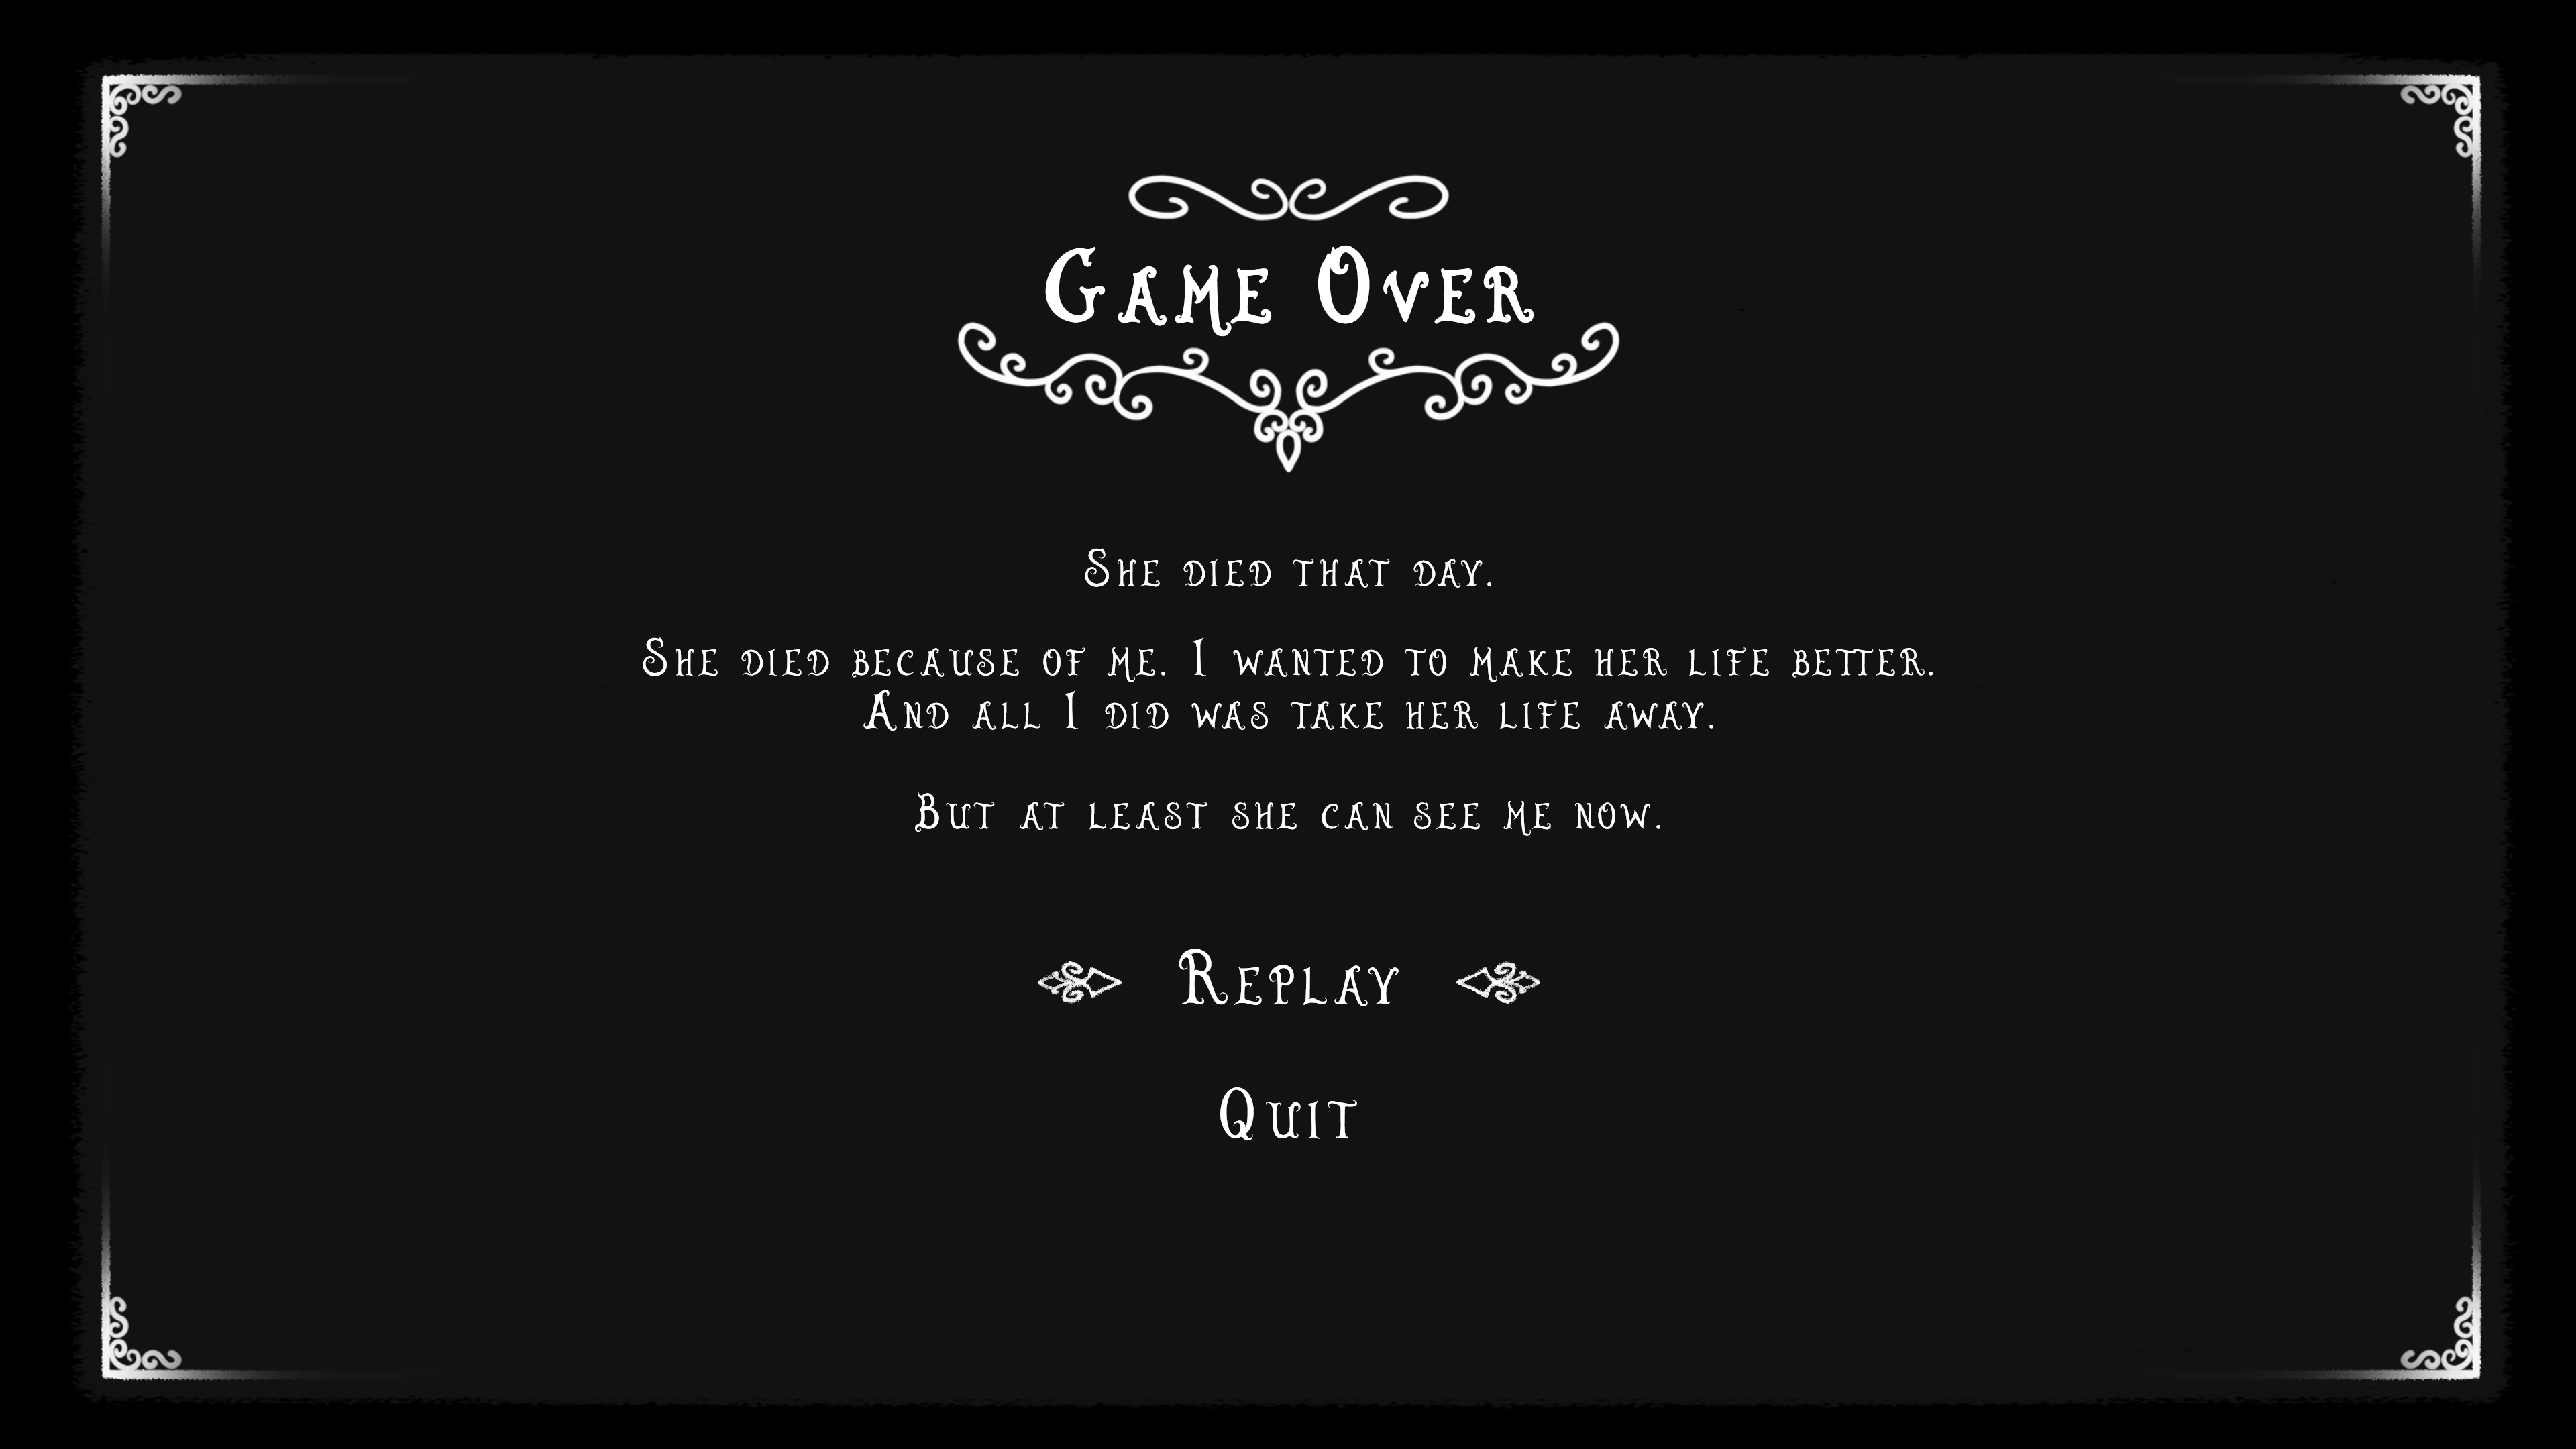 Game Over
She died that day.
She died because of me. I wanted to make her life better.
And all I did was take her life away.
But at least she can see me now.
Replay
Quit